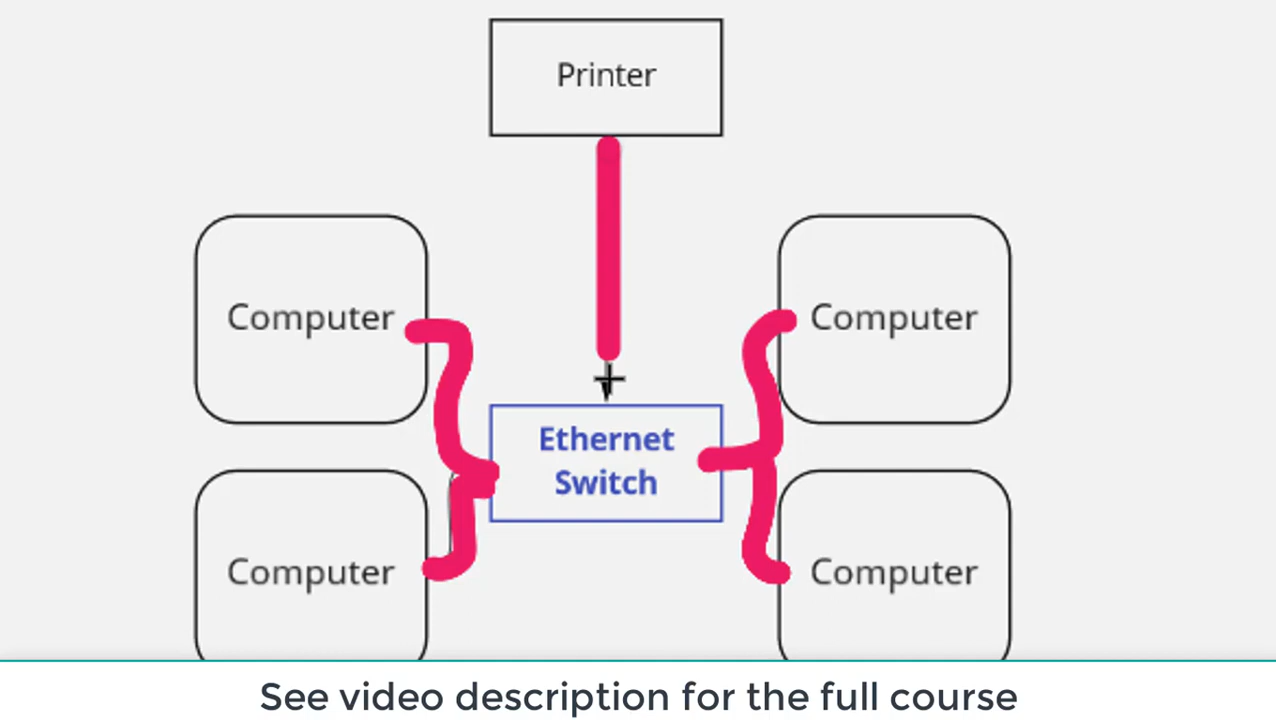 Printer
Computer
Computer
Ethernet
Switch
Computer
Computer
See video description for the full course